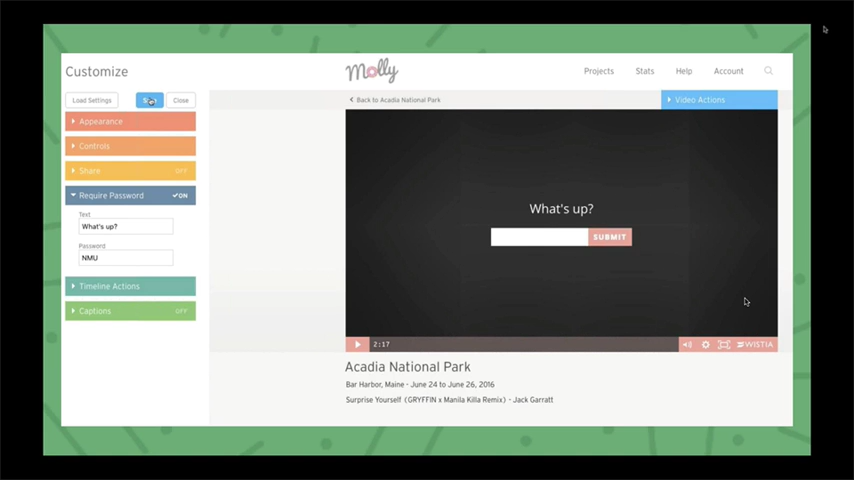 Customize
Molly
Projects
Stats
Help
Account
Load Settings
Close
Back to Acadia National Park
Video Actions
Appearance
Controls
Share OFF
Require Password ON
Text
What's up?
Password
NMU
Timeline Actions
Captions OFF
What's up?
SUBMIT
2:17
WISTIA
Acadia National Park
Bar Harbor, Maine - June 24 to June 26, 2016
Surprise Yourself (GRYFFIN x Manila Killa Remix) - Jack Garratt